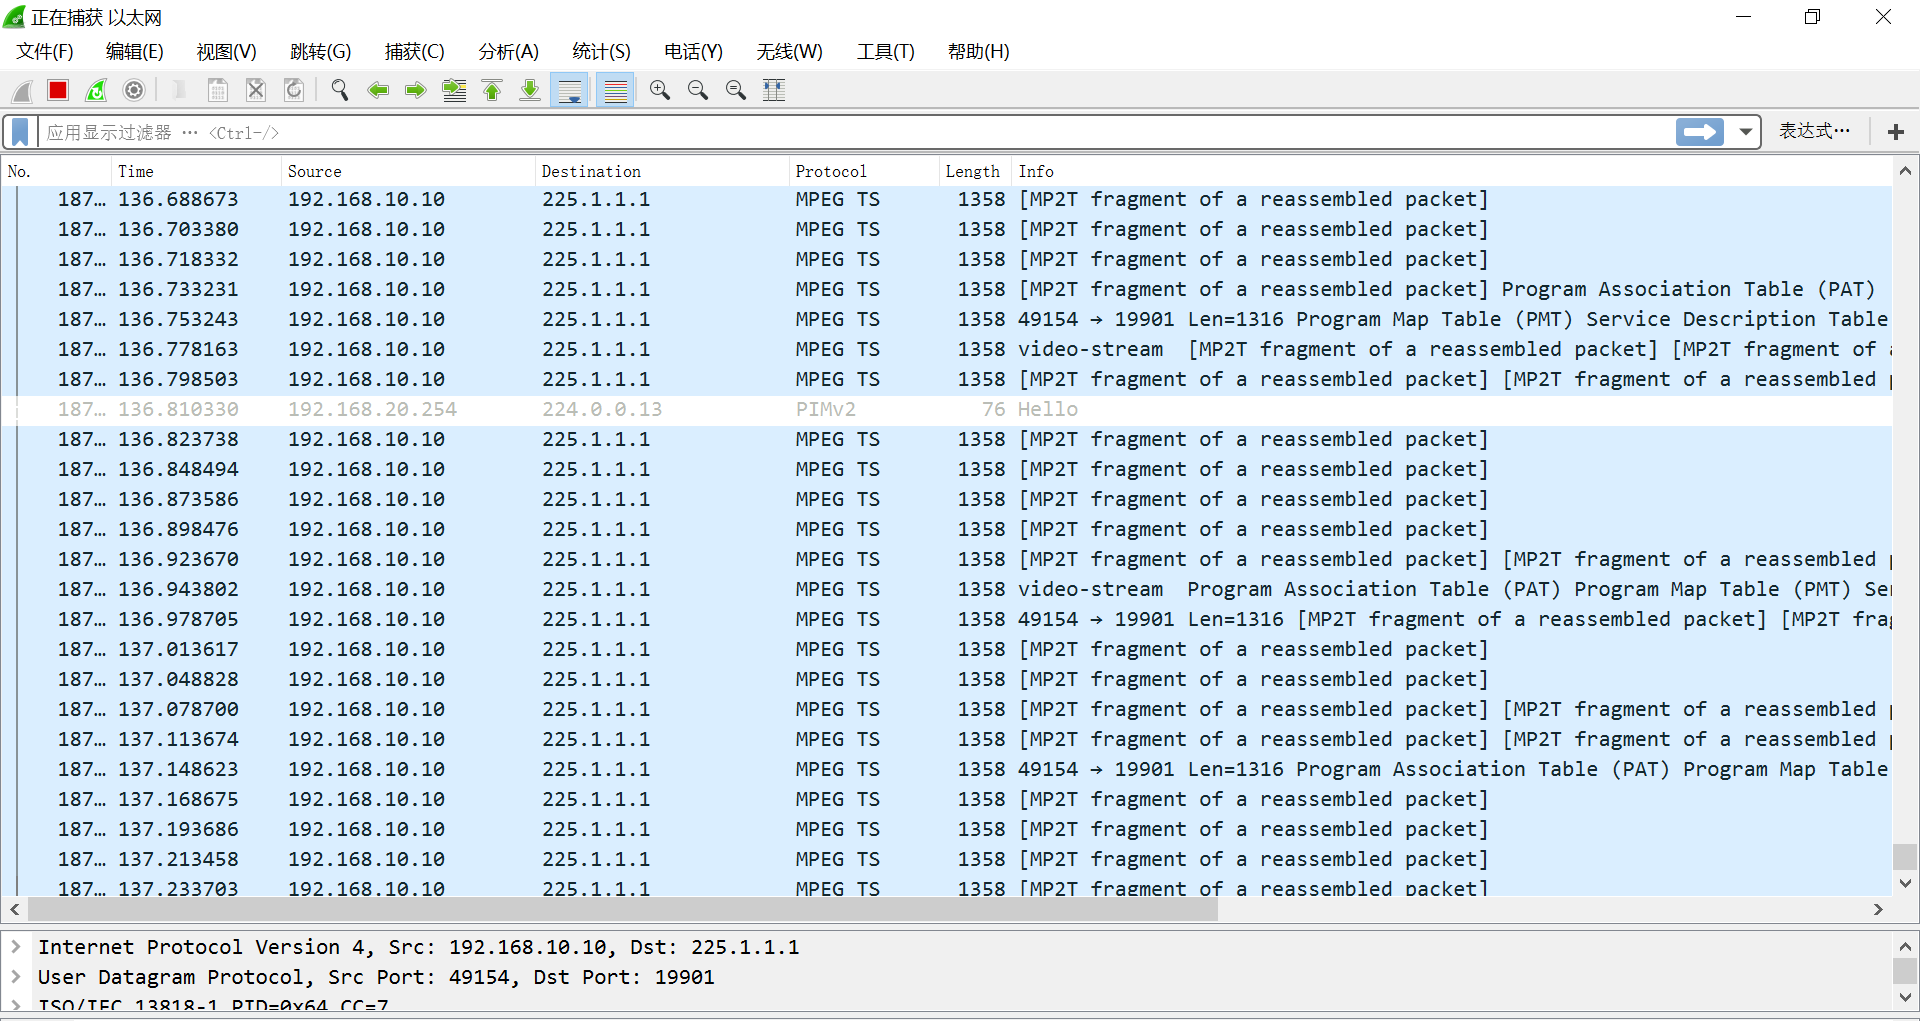 正在捕获 以太网
文件(F) 编辑(E) 视图(V) 跳转(G) 捕获(C) 分析(A) 统计(S) 电话(Y) 无线(W) 工具(T) 帮助(H)
应用显示过滤器 … <Ctrl-/> 表达式…
No. Time Source Destination Protocol Length Info
187… 136.688673 192.168.10.10 225.1.1.1 MPEG TS 1358 [MP2T fragment of a reassembled packet]
187… 136.703380 192.168.10.10 225.1.1.1 MPEG TS 1358 [MP2T fragment of a reassembled packet]
187… 136.718332 192.168.10.10 225.1.1.1 MPEG TS 1358 [MP2T fragment of a reassembled packet]
187… 136.733231 192.168.10.10 225.1.1.1 MPEG TS 1358 [MP2T fragment of a reassembled packet] Program Association Table (PAT)
187… 136.753243 192.168.10.10 225.1.1.1 MPEG TS 1358 49154 → 19901 Len=1316 Program Map Table (PMT) Service Description Table
187… 136.778163 192.168.10.10 225.1.1.1 MPEG TS 1358 video-stream [MP2T fragment of a reassembled packet] [MP2T fragment of
187… 136.798503 192.168.10.10 225.1.1.1 MPEG TS 1358 [MP2T fragment of a reassembled packet] [MP2T fragment of a reassembled
187… 136.810330 192.168.20.254 224.0.0.13 PIMv2 76 Hello
187… 136.823738 192.168.10.10 225.1.1.1 MPEG TS 1358 [MP2T fragment of a reassembled packet]
187… 136.848494 192.168.10.10 225.1.1.1 MPEG TS 1358 [MP2T fragment of a reassembled packet]
187… 136.873586 192.168.10.10 225.1.1.1 MPEG TS 1358 [MP2T fragment of a reassembled packet]
187… 136.898476 192.168.10.10 225.1.1.1 MPEG TS 1358 [MP2T fragment of a reassembled packet]
187… 136.923670 192.168.10.10 225.1.1.1 MPEG TS 1358 [MP2T fragment of a reassembled packet] [MP2T fragment of a reassembled
187… 136.943802 192.168.10.10 225.1.1.1 MPEG TS 1358 video-stream Program Association Table (PAT) Program Map Table (PMT) Se
187… 136.978705 192.168.10.10 225.1.1.1 MPEG TS 1358 49154 → 19901 Len=1316 [MP2T fragment of a reassembled packet] [MP2T frag
187… 137.013617 192.168.10.10 225.1.1.1 MPEG TS 1358 [MP2T fragment of a reassembled packet]
187… 137.048828 192.168.10.10 225.1.1.1 MPEG TS 1358 [MP2T fragment of a reassembled packet]
187… 137.078700 192.168.10.10 225.1.1.1 MPEG TS 1358 [MP2T fragment of a reassembled packet] [MP2T fragment of a reassembled
187… 137.113674 192.168.10.10 225.1.1.1 MPEG TS 1358 [MP2T fragment of a reassembled packet] [MP2T fragment of a reassembled
187… 137.148623 192.168.10.10 225.1.1.1 MPEG TS 1358 49154 → 19901 Len=1316 Program Association Table (PAT) Program Map Table
187… 137.168675 192.168.10.10 225.1.1.1 MPEG TS 1358 [MP2T fragment of a reassembled packet]
187… 137.193686 192.168.10.10 225.1.1.1 MPEG TS 1358 [MP2T fragment of a reassembled packet]
187… 137.213458 192.168.10.10 225.1.1.1 MPEG TS 1358 [MP2T fragment of a reassembled packet]
187… 137.233703 192.168.10.10 225.1.1.1 MPEG TS 1358 [MP2T fragment of a reassembled packet]
Internet Protocol Version 4, Src: 192.168.10.10, Dst: 225.1.1.1
User Datagram Protocol, Src Port: 49154, Dst Port: 19901
ISO/IEC 13818-1 PID=0x64 CC=7